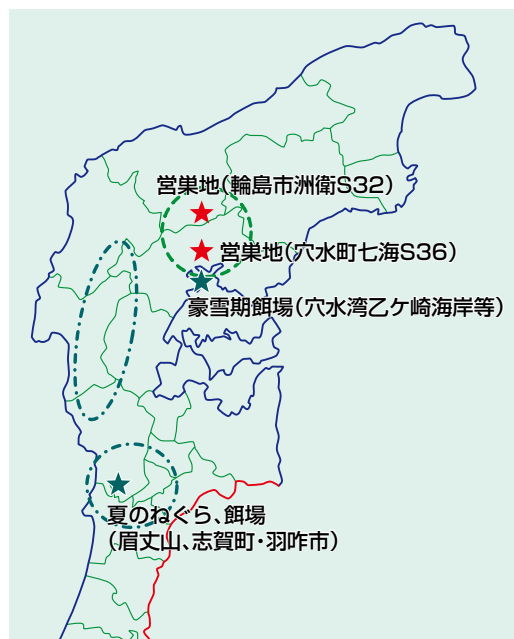 営巣地（輪島市洲衛S32）
営巣地（穴水町七海S36）
豪雪期餌場（穴水湾乙ケ崎海岸等）
夏のねぐら、餌場
（眉丈山、志賀町・羽咋市）